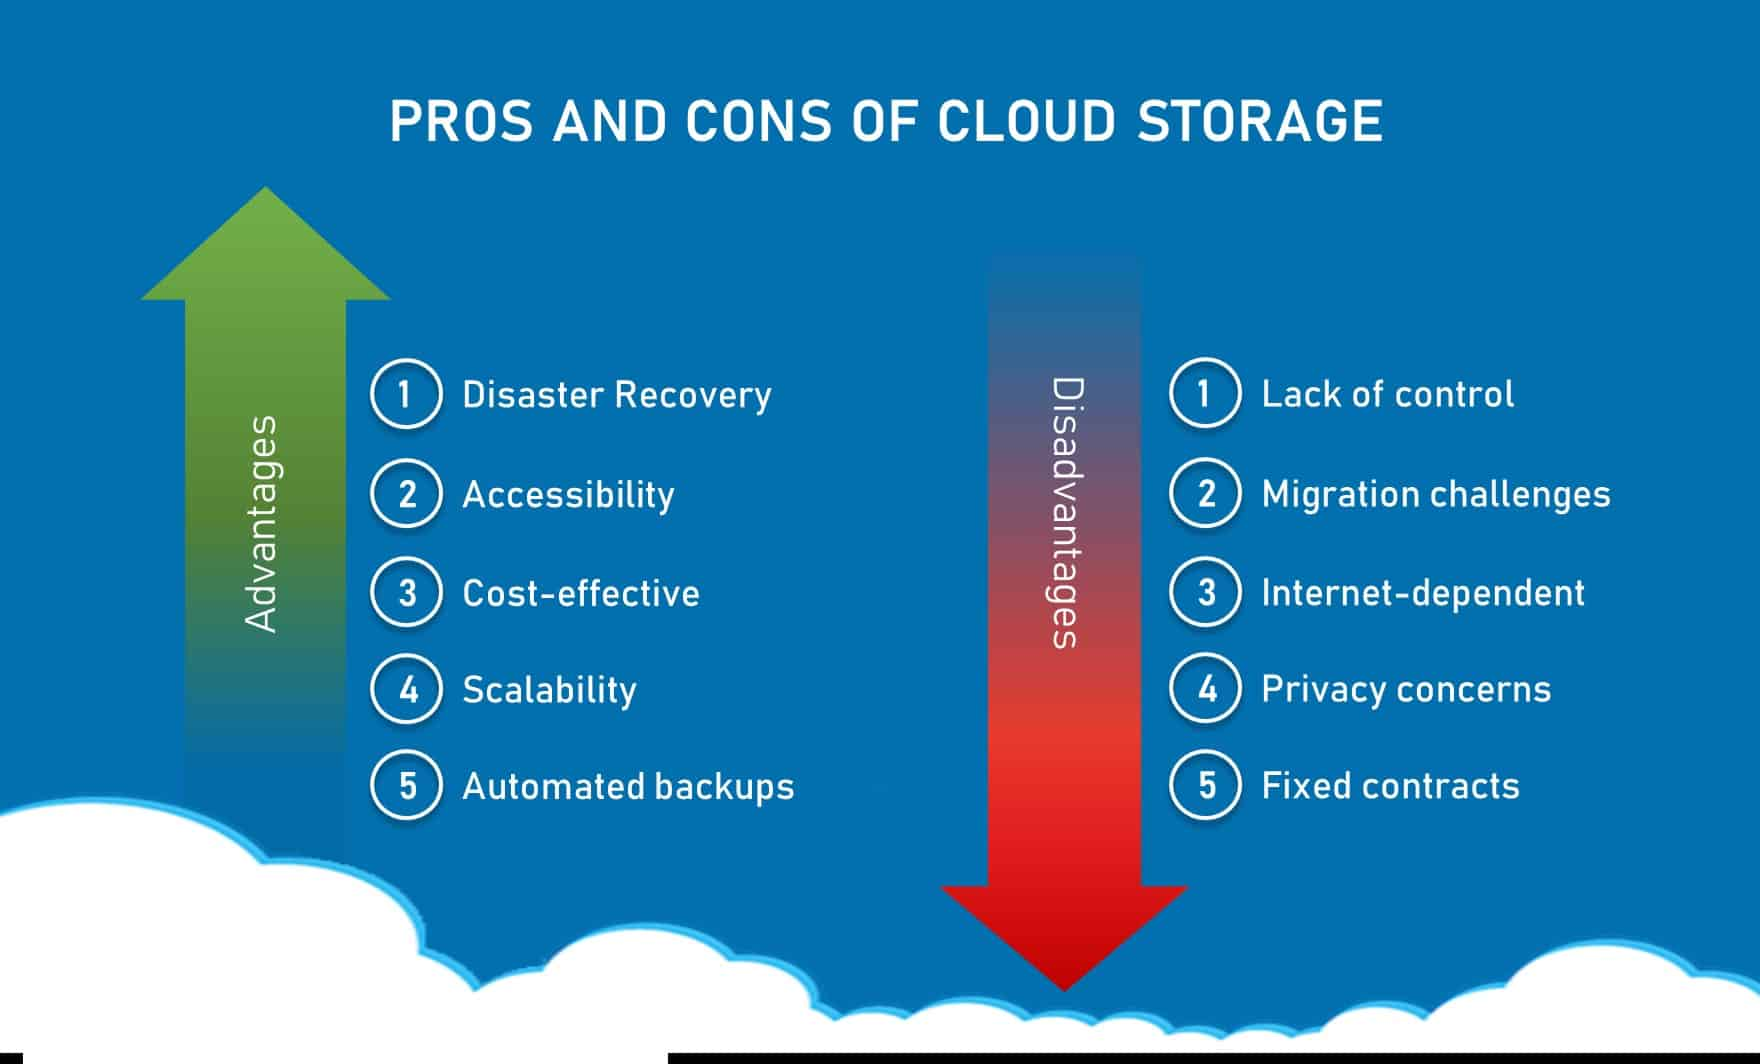 PROS AND CONS OF CLOUD STORAGE
Advantages
1 Disaster Recovery
2 Accessibility
3 Cost-effective
4 Scalability
5 Automated backups
Disadvantages
1 Lack of control
2 Migration challenges
3 Internet-dependent
4 Privacy concerns
5 Fixed contracts